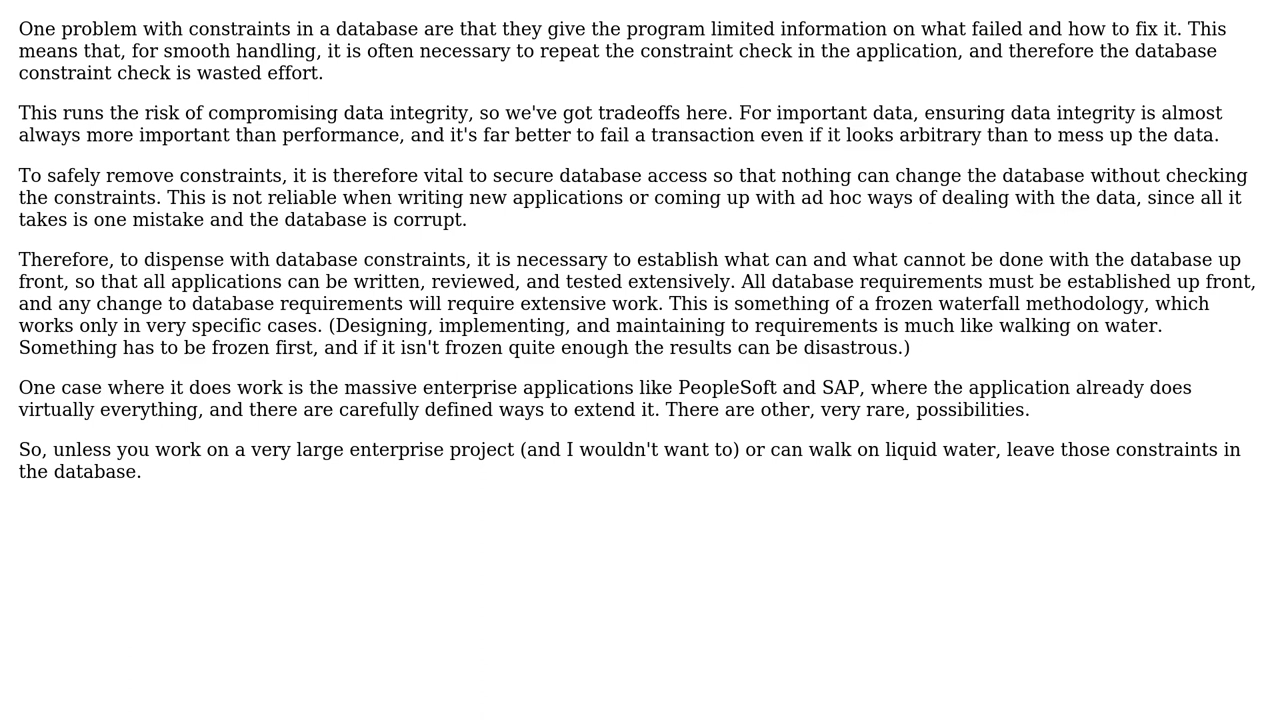 One problem with constraints in a database are that they give the program limited information on what failed and how to fix it. This
means that, for smooth handling, it is often necessary to repeat the constraint check in the application, and therefore the database
constraint check is wasted effort.
This runs the risk of compromising data integrity, so we've got tradeoffs here. For important data, ensuring data integrity is almost
always more important than performance, and it's far better to fail a transaction even if it looks arbitrary than to mess up the data.
To safely remove constraints, it is therefore vital to secure database access so that nothing can change the database without checking
the constraints. This is not reliable when writing new applications or coming up with ad hoc ways of dealing with the data, since all it
takes is one mistake and the database is corrupt.
Therefore, to dispense with database constraints, it is necessary to establish what can and what cannot be done with the database up
front, so that all applications can be written, reviewed, and tested extensively. All database requirements must be established up front,
and any change to database requirements will require extensive work. This is something of a frozen waterfall methodology, which
works only in very specific cases. (Designing, implementing, and maintaining to requirements is much like walking on water.
Something has to be frozen first, and if it isn't frozen quite enough the results can be disastrous.)
One case where it does work is the massive enterprise applications like PeopleSoft and SAP, where the application already does
virtually everything, and there are carefully defined ways to extend it. There are other, very rare, possibilities.
So, unless you work on a very large enterprise project (and I wouldn't want to) or can walk on liquid water, leave those constraints in
the database.